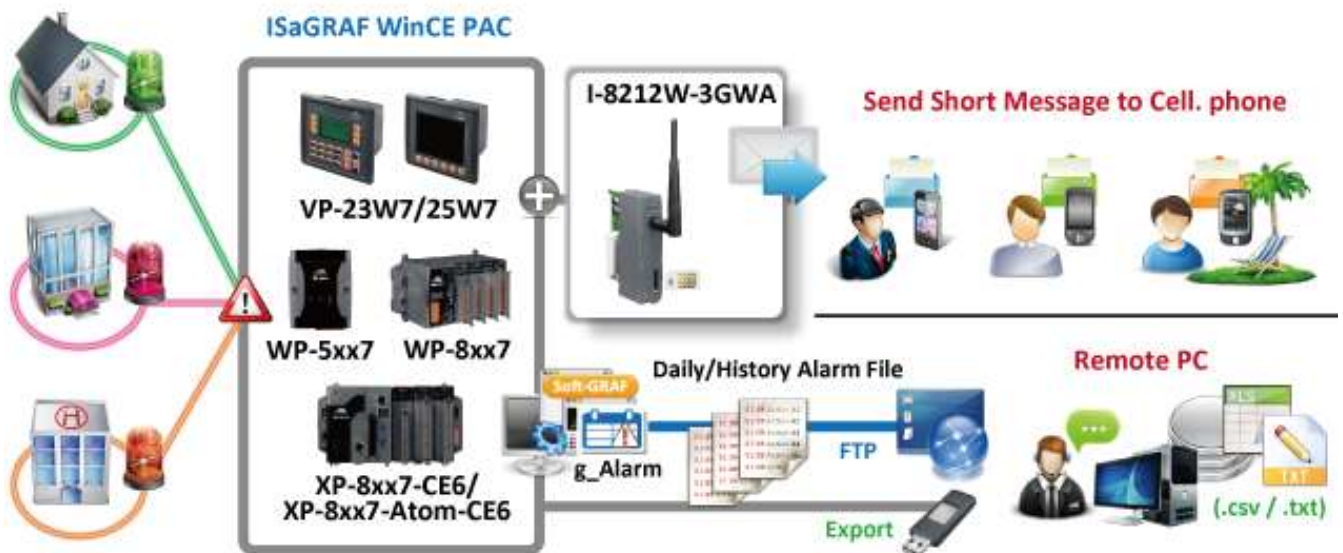 ISaGRAF WinCE PAC
I-8212W-3GWA
Send Short Message to Cell. phone
VP-23W7/25W7
!
WP-5xx7
WP-8xx7
H
XP-8xx7-CE6/
XP-8xx7-Atom-CE6
Soft-GRAF
g_Alarm
Daily/History Alarm File
FTP
Export
Remote PC
XLS
TXT
(.csv / .txt)